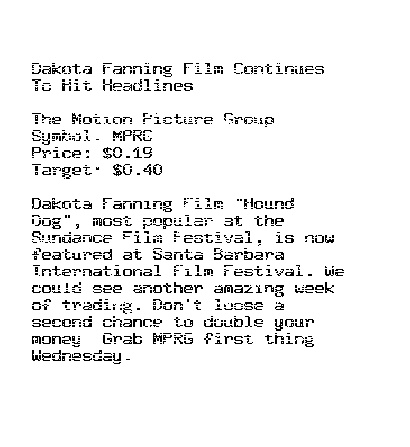 Dakota Fanning Film Continues
To Hit Headlines
The Motion Picture Group
Symbol. MPRG
Price: $0.19
Target: $0.40
Dakota Fanning Film "Hound
Dog", most popular at the
Sundance Film Festival, is now
featured at Santa Barbara
International Film Festival. We
could see another amazing week
of trading. Don't loose a
second chance to double your
money  Grab MPRG first thing
Wednesday.